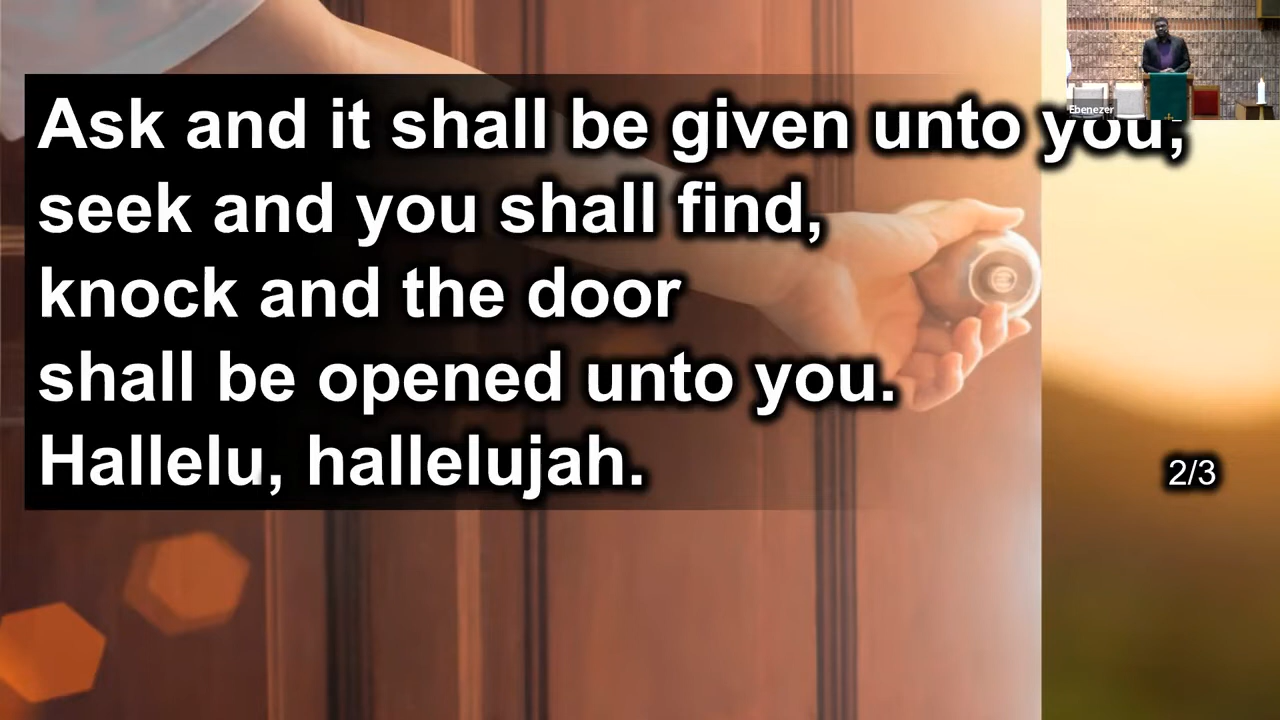 Ask and it shall be given unto you;
seek and you shall find,
knock and the door
shall be opened unto you.
Hallelu, hallelujah.
2/3
Ebenezer